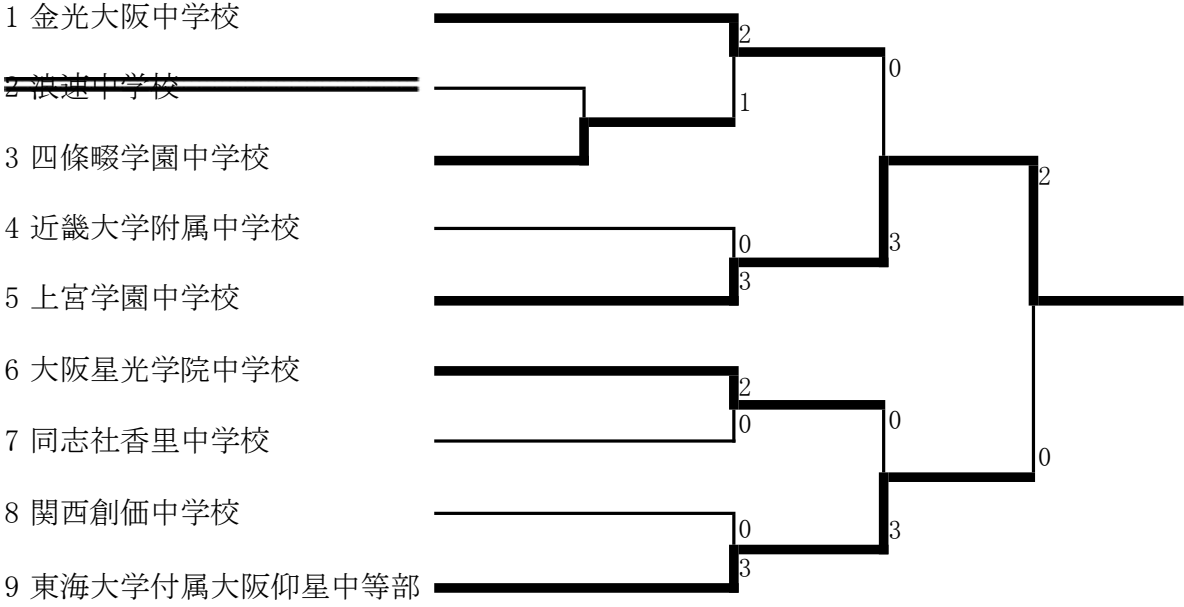 1 金光大阪中学校
2
0
2 浪速中学校
1
3 四條畷学園中学校
2
4 近畿大学附属中学校
0
3
3
5 上宮学園中学校
6 大阪星光学院中学校
2
0
0
7 同志社香里中学校
0
8 関西創価中学校
0
3
3
9 東海大学付属大阪仰星中等部